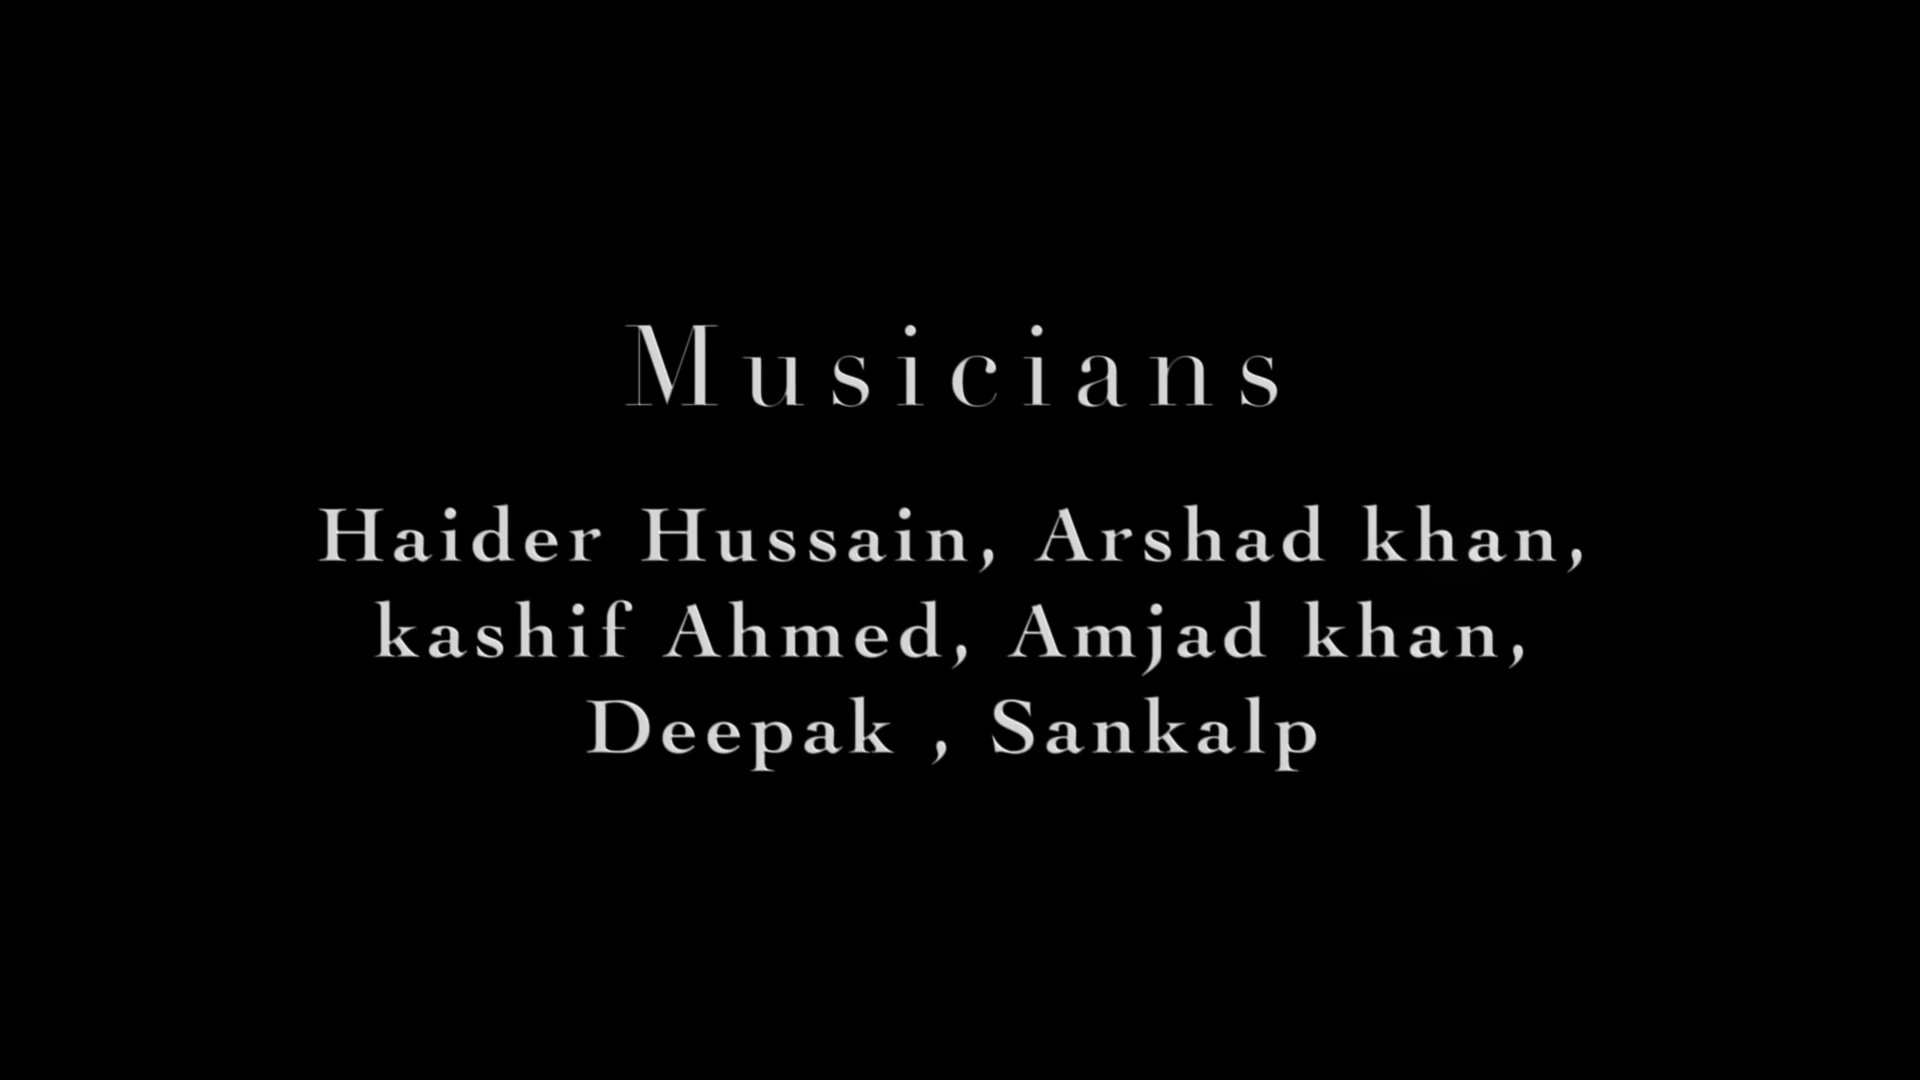 Musicians
Haider Hussain, Arshad khan,
kashif Ahmed, Amjad khan,
Deepak , Sankalp